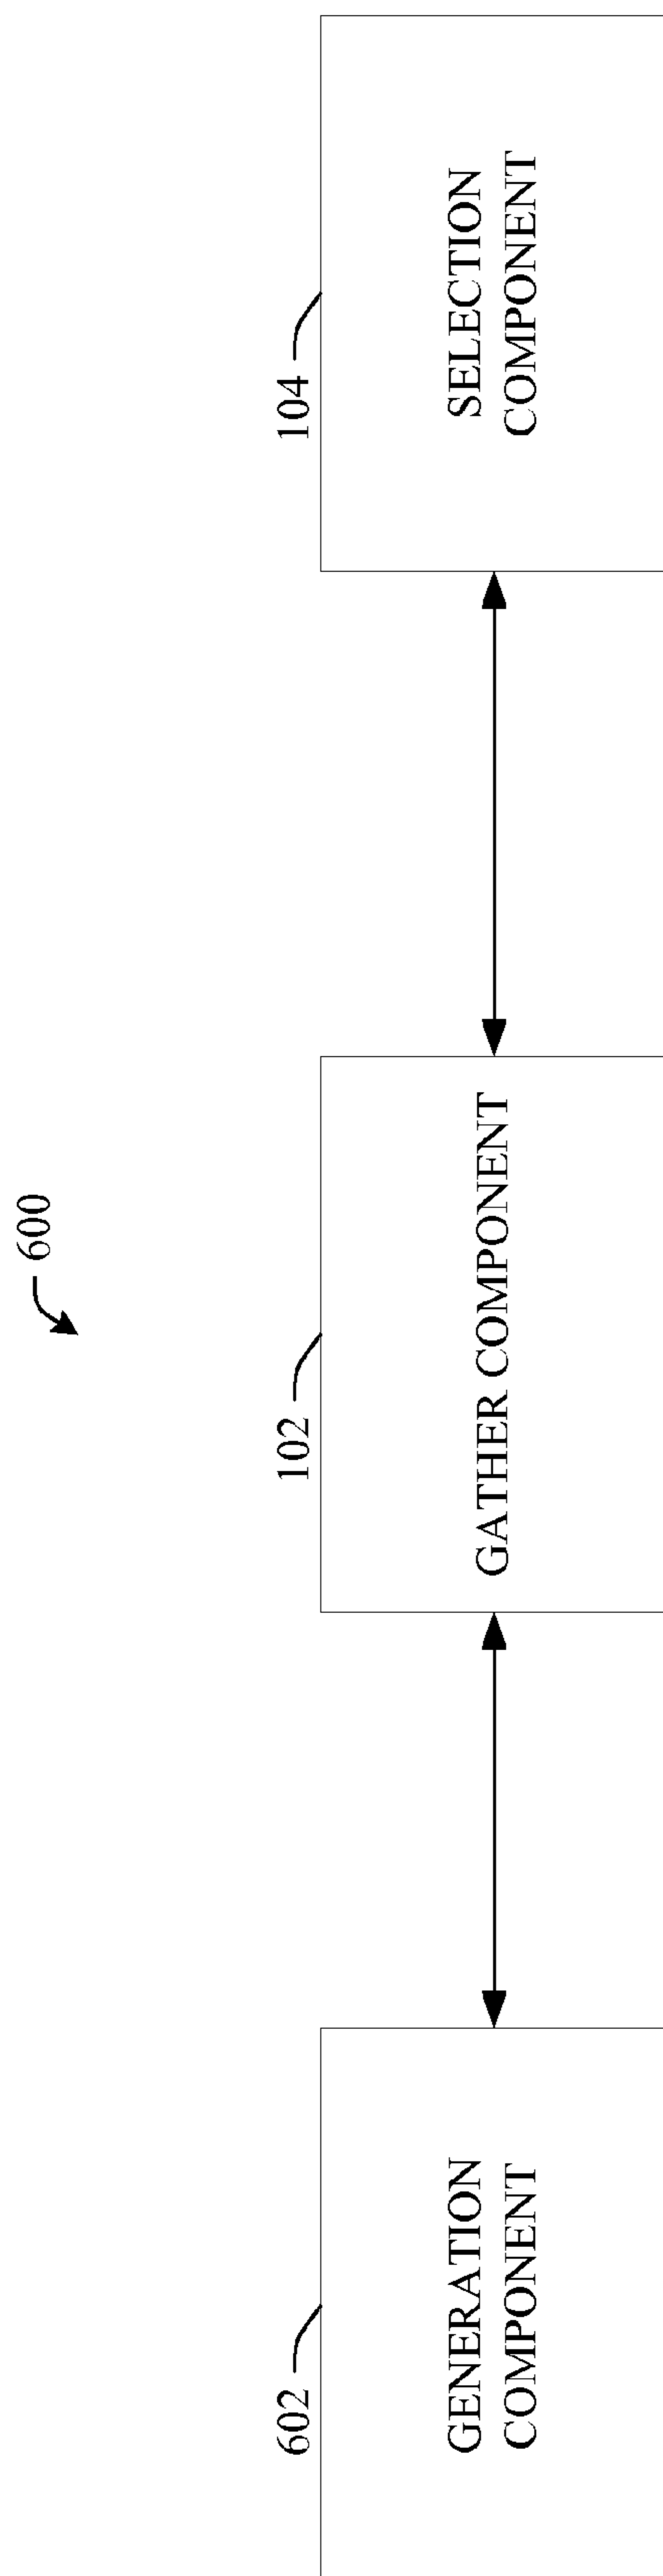 600
602
GENERATION
COMPONENT
102
GATHER COMPONENT
104
SELECTION
COMPONENT